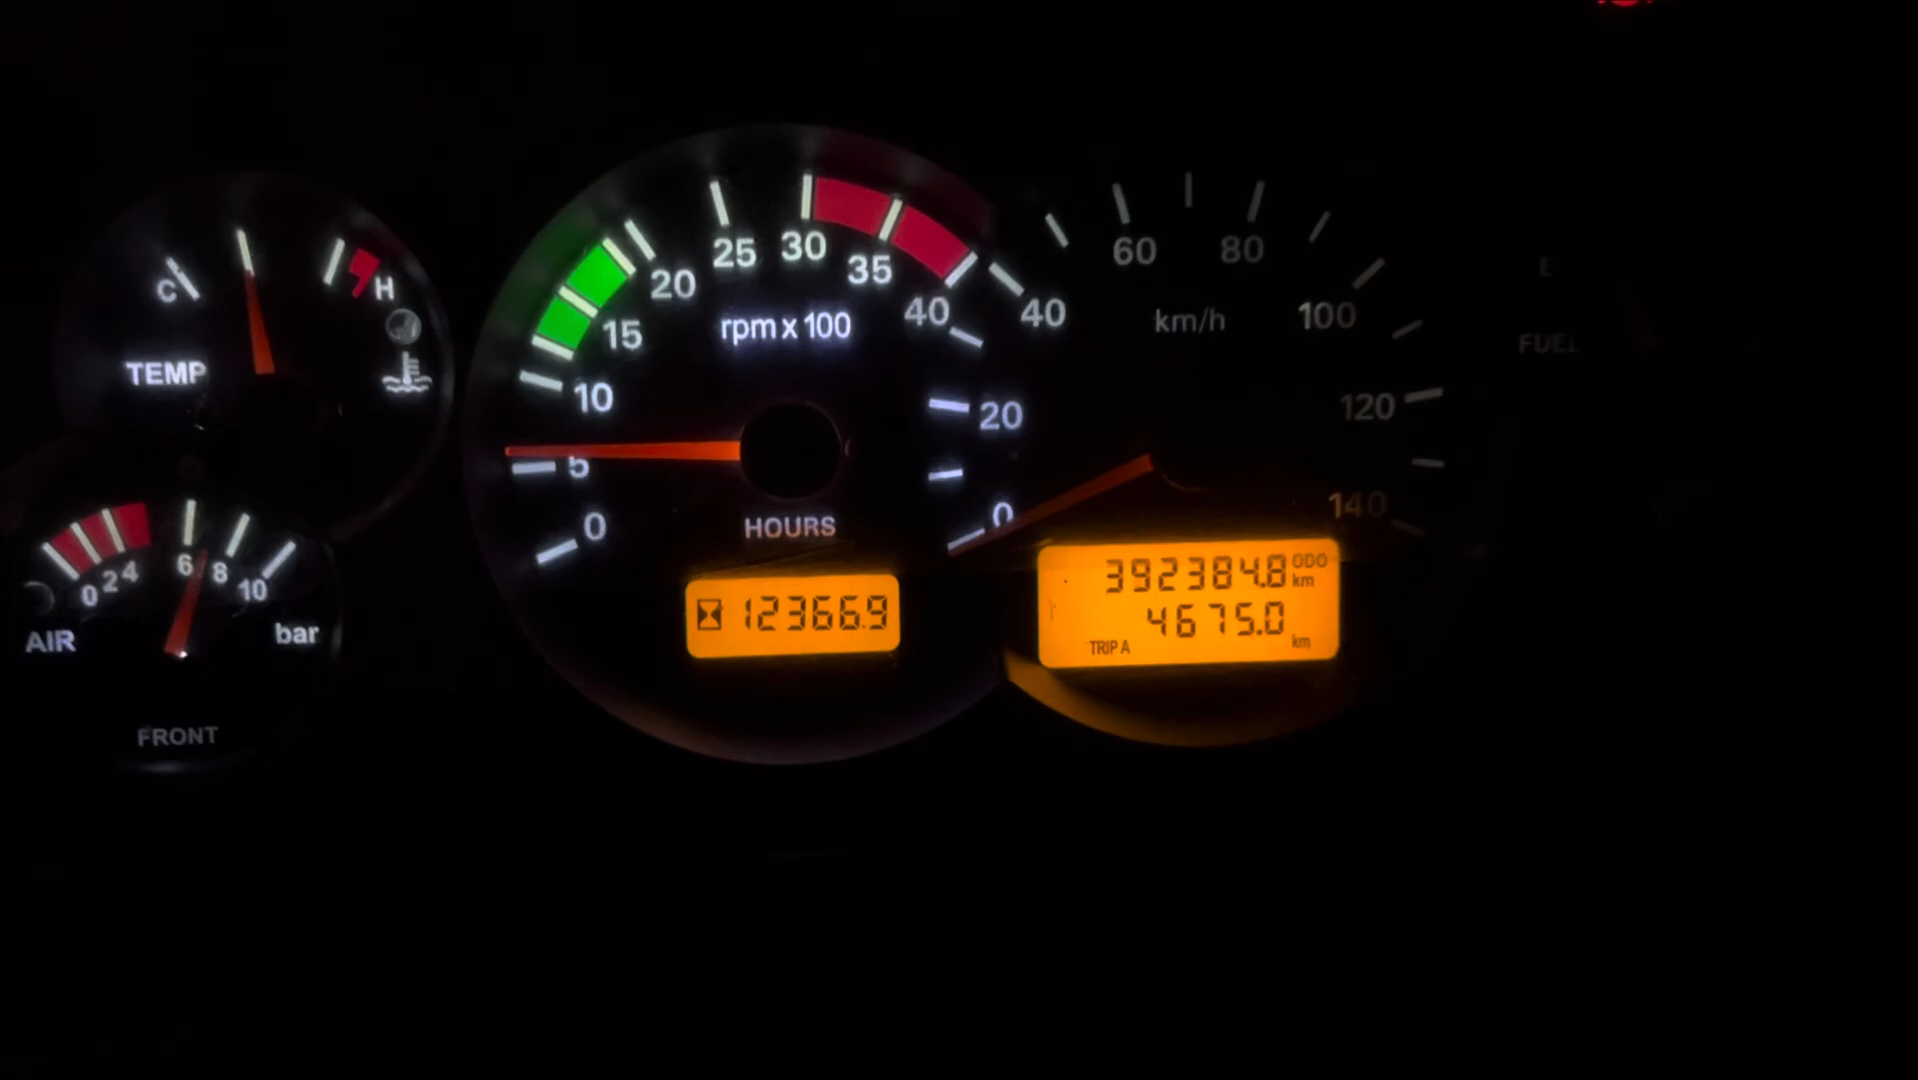 C
H
TEMP
0 2 4 6 8 10
AIR
bar
FRONT
0 5 10 15 20 25 30 35 40
rpm x 100
HOURS
12366.9
0 20 40 60 80 100 120 140
km/h
392384.8 ODO km
4675.0
TRIP A km
E
FUEL